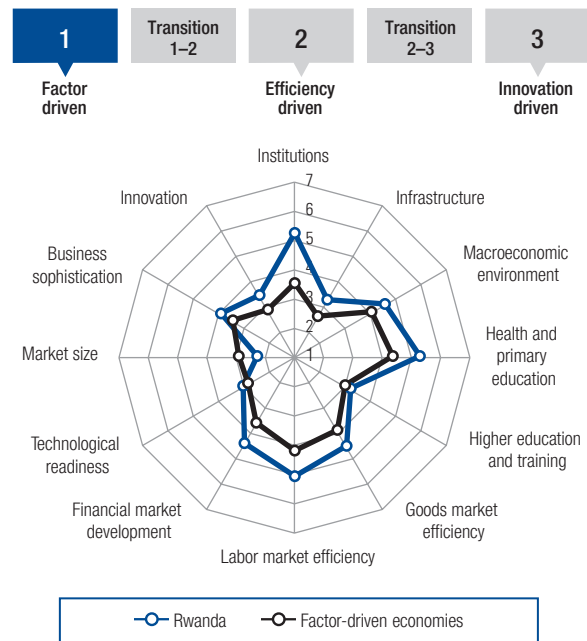 1
Transition
1–2
2
Transition
2–3
3
Factor
driven
Efficiency
driven
Innovation
driven
Institutions
7
6
5
4
3
2
1
Innovation
Infrastructure
Business
sophistication
Macroeconomic
environment
Market size
Health and
primary
education
Technological
readiness
Higher education
and training
Financial market
development
Goods market
efficiency
Labor market efficiency
Rwanda
Factor-driven economies